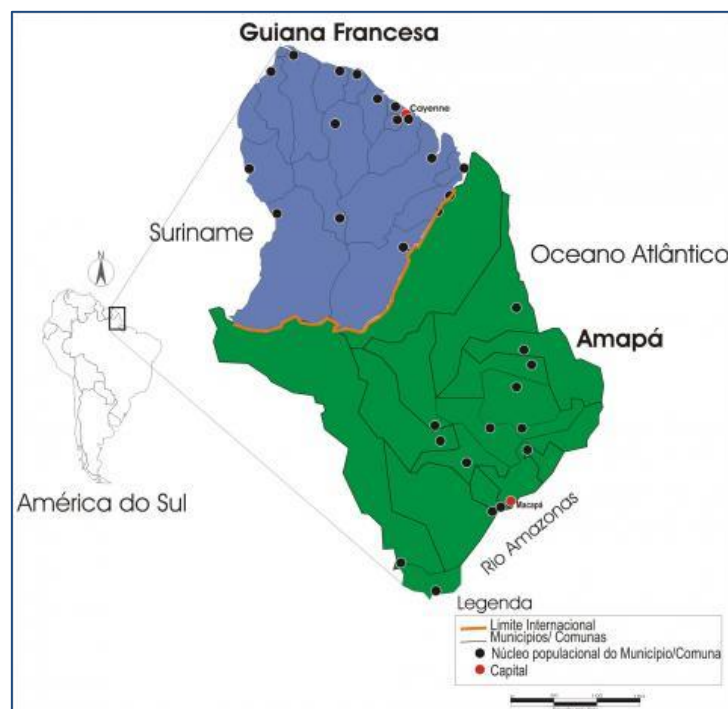 Guiana Francesa
Cayenne
Suriname
N
Oceano Atlântico
Amapá
América do Sul
Macapá
Rio Amazonas
Legenda
Limite Internacional
Municípios/ Comunas
Núcleo populacional do Município/Comuna
Capital